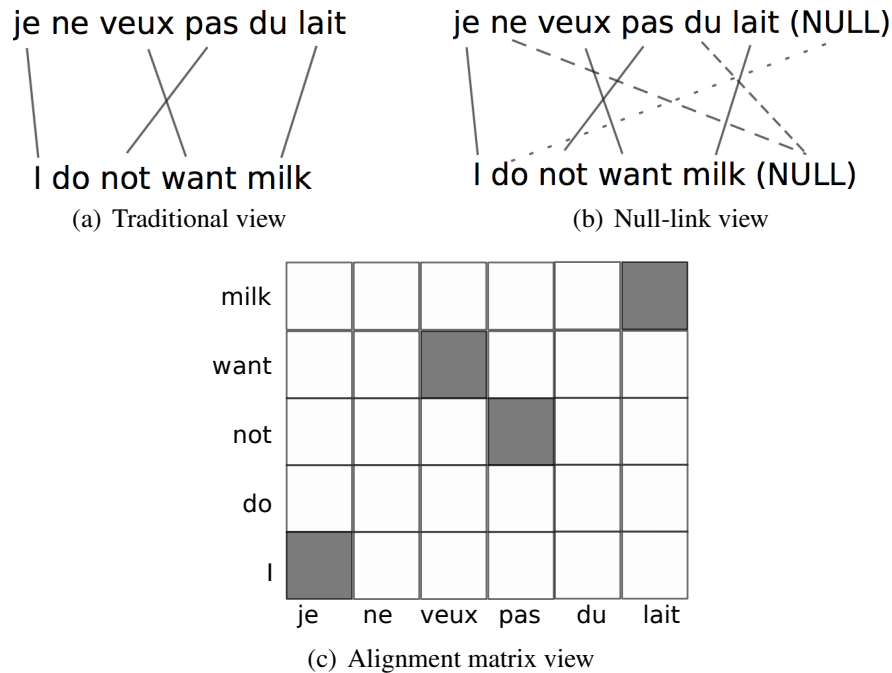 je ne veux pas du lait
I do not want milk
(a) Traditional view
je ne veux pas du lait (NULL)
I do not want milk (NULL)
(b) Null-link view
milk
want
not
do
I
je ne veux pas du lait
(c) Alignment matrix view